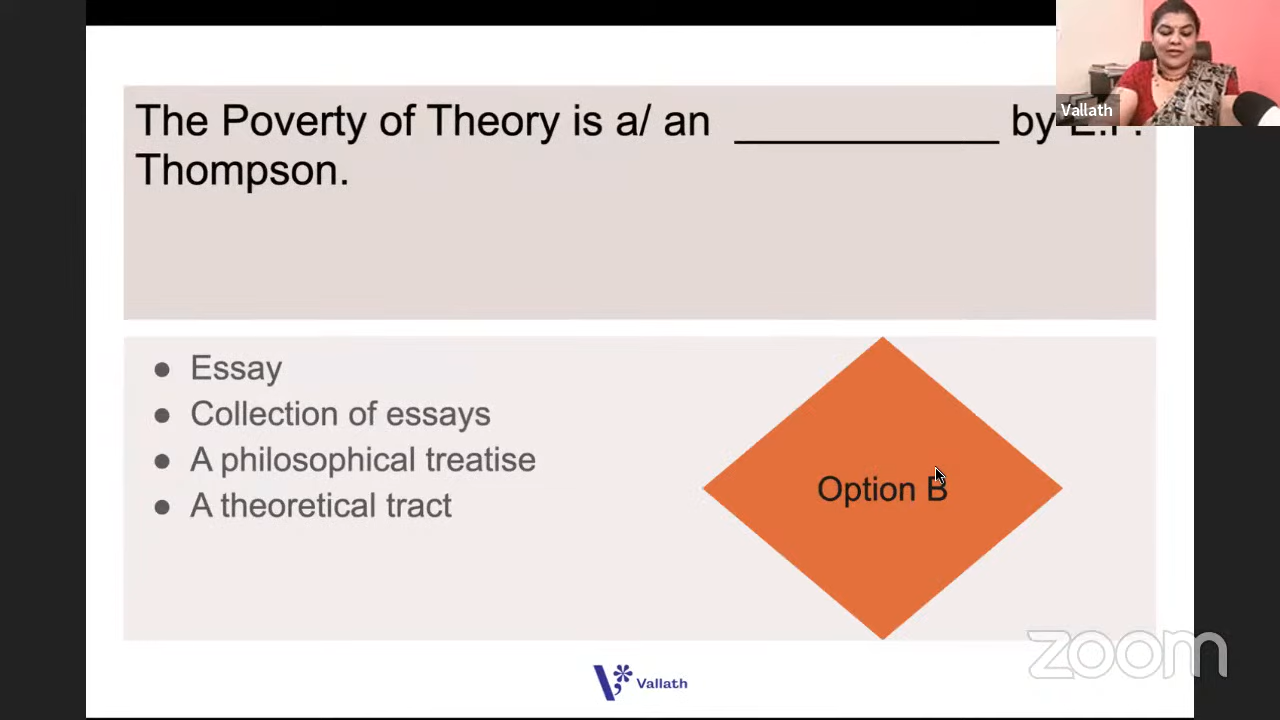 The Poverty of Theory is a/ an ____________ by E.P.
Thompson.
Vallath
● Essay
● Collection of essays
● A philosophical treatise
● A theoretical tract
Option B
zoom
Vallath